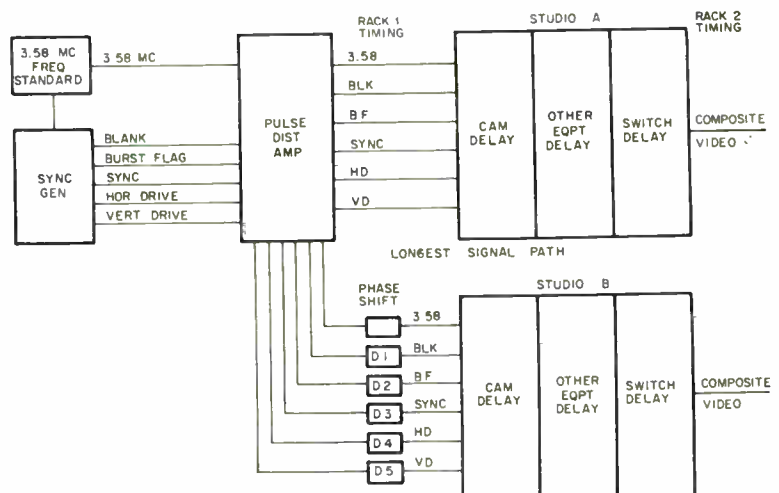 RACK 1
TIMING
STUDIO A
RACK 2
TIMING
3.58 MC
FREQ
STANDARD
3 58 MC
PULSE
DIST
AMP
3.58
BLK
BF
SYNC
HD
VD
CAM
DELAY
OTHER
EQPT
DELAY
SWITCH
DELAY
COMPOSITE
VIDEO
SYNC
GEN
BLANK
BURST FLAG
SYNC
HOR DRIVE
VERT DRIVE
LONGEST SIGNAL PATH
PHASE
SHIFT
STUDIO B
3 58
D1
BLK
D2
BF
D3
SYNC
D4
HD
D5
VD
CAM
DELAY
OTHER
EQPT
DELAY
SWITCH
DELAY
COMPOSITE
VIDEO